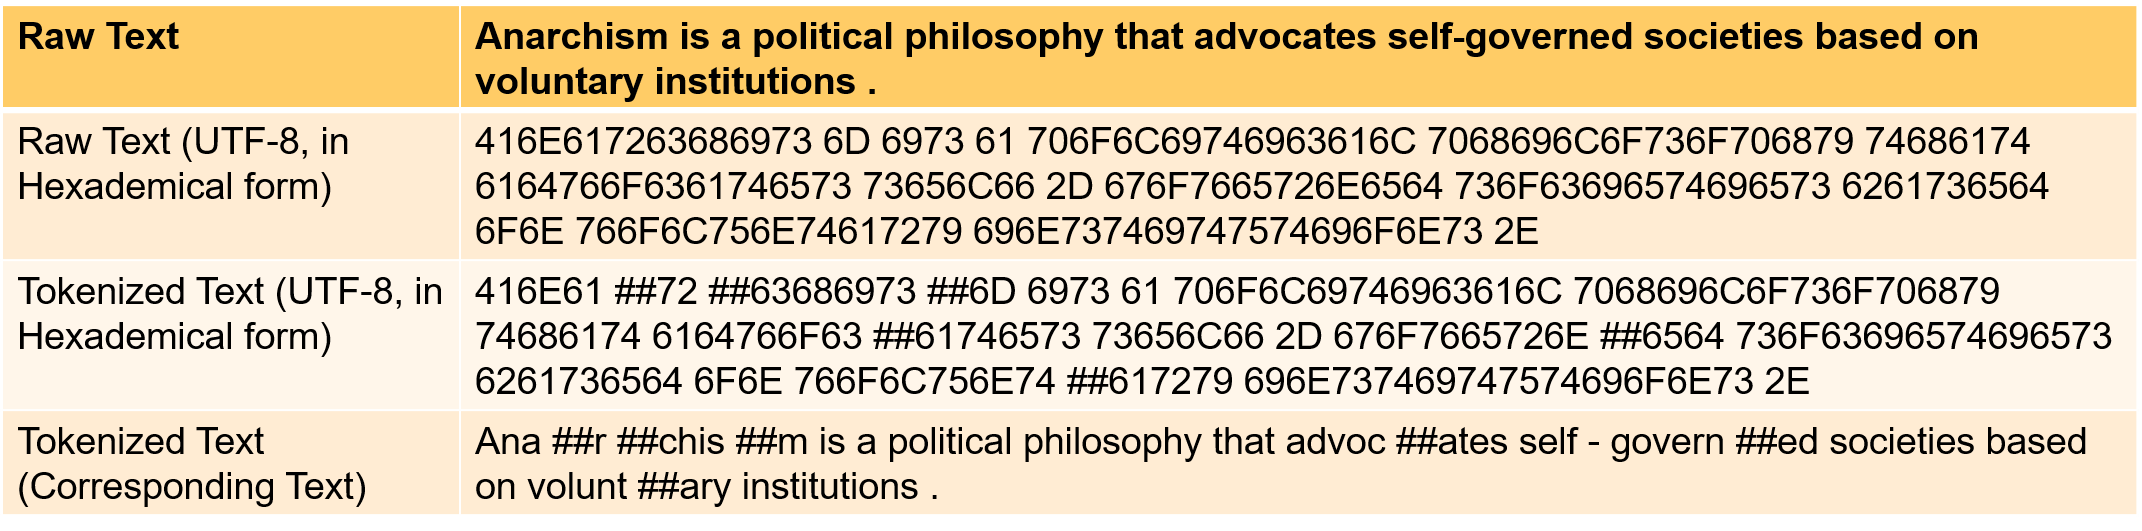 Raw Text
Anarchism is a political philosophy that advocates self-governed societies based on
voluntary institutions .
Raw Text (UTF-8, in
Hexademical form)
416E617263686973 6D 6973 61 706F6C69746963616C 7068696C6F736F706879 74686174
6164766F6361746573 73656C66 2D 676F7665726E6564 736F63696574696573 6261736564
6F6E 766F6C756E74617279 696E737469747574696F6E73 2E
Tokenized Text (UTF-8, in
Hexademical form)
416E61 ##72 ##63686973 ##6D 6973 61 706F6C69746963616C 7068696C6F736F706879
74686174 6164766F63 ##61746573 73656C66 2D 676F7665726E ##6564 736F63696574696573
6261736564 6F6E 766F6C756E74 ##617279 696E737469747574696F6E73 2E
Tokenized Text
(Corresponding Text)
Ana ##r ##chis ##m is a political philosophy that advoc ##ates self - govern ##ed societies based
on volunt ##ary institutions .